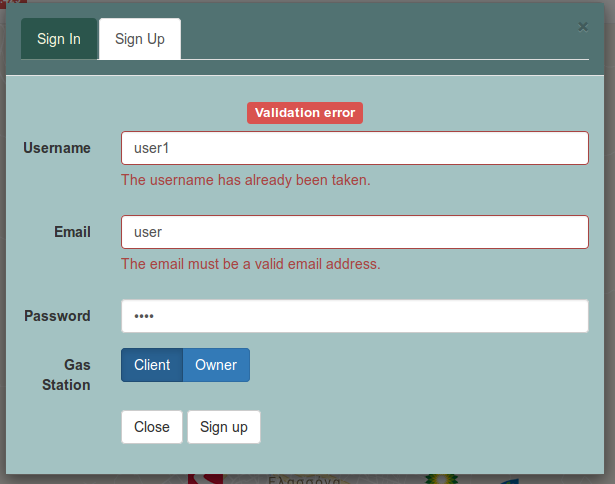 Sign In
Sign Up
×
Validation error
Username
user1
The username has already been taken.
Email
user
The email must be a valid email address.
Password
••••
Gas
Station
Client
Owner
Close
Sign up
Ελασσόνα